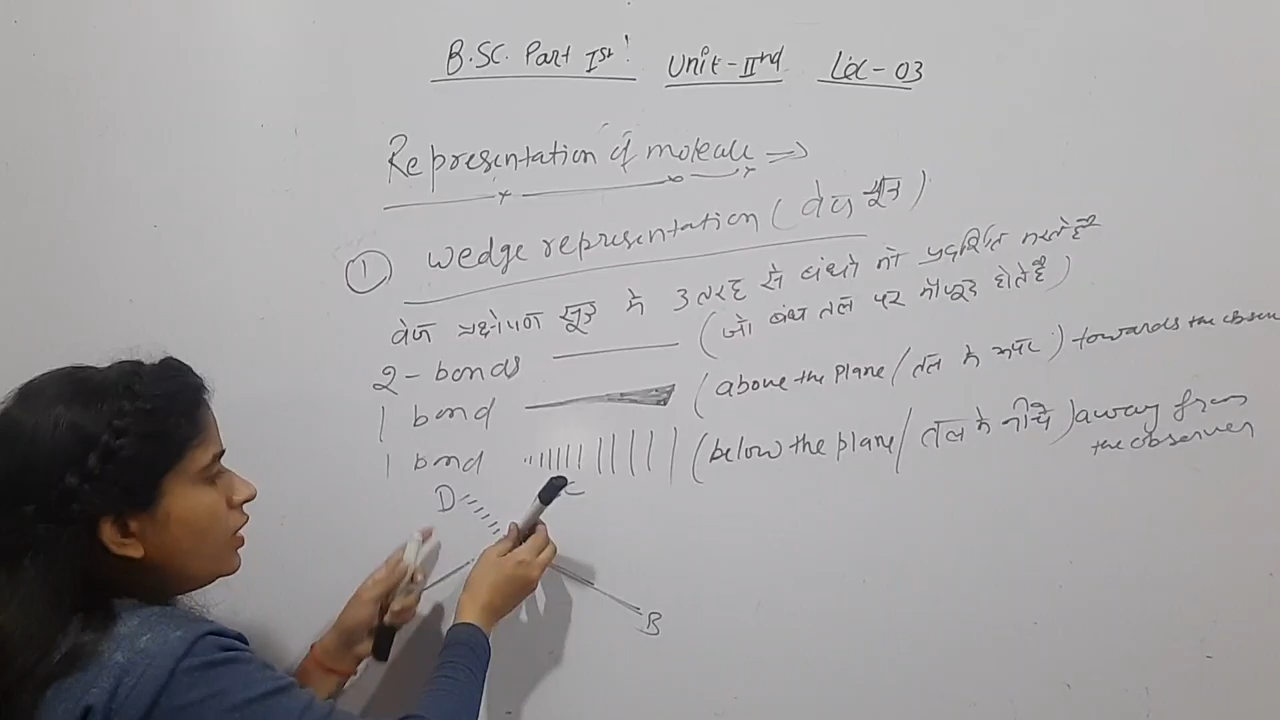 B.SC. Part Ist! Unit-IInd Lec-03
Representation of molecule ⇒
① Wedge representation (वेज सूत्र)
वेज प्रक्षेपण सूत्र मे 3 तरह से बंधो को प्रदर्शित करते है
2-bonds (जो बंध तल पर मौजूद होते है)
1 bond (above the plane/तल के ऊपर) towards the obser
1 bond (below the plane/तल के नीचे) away from
the observer
D C
B